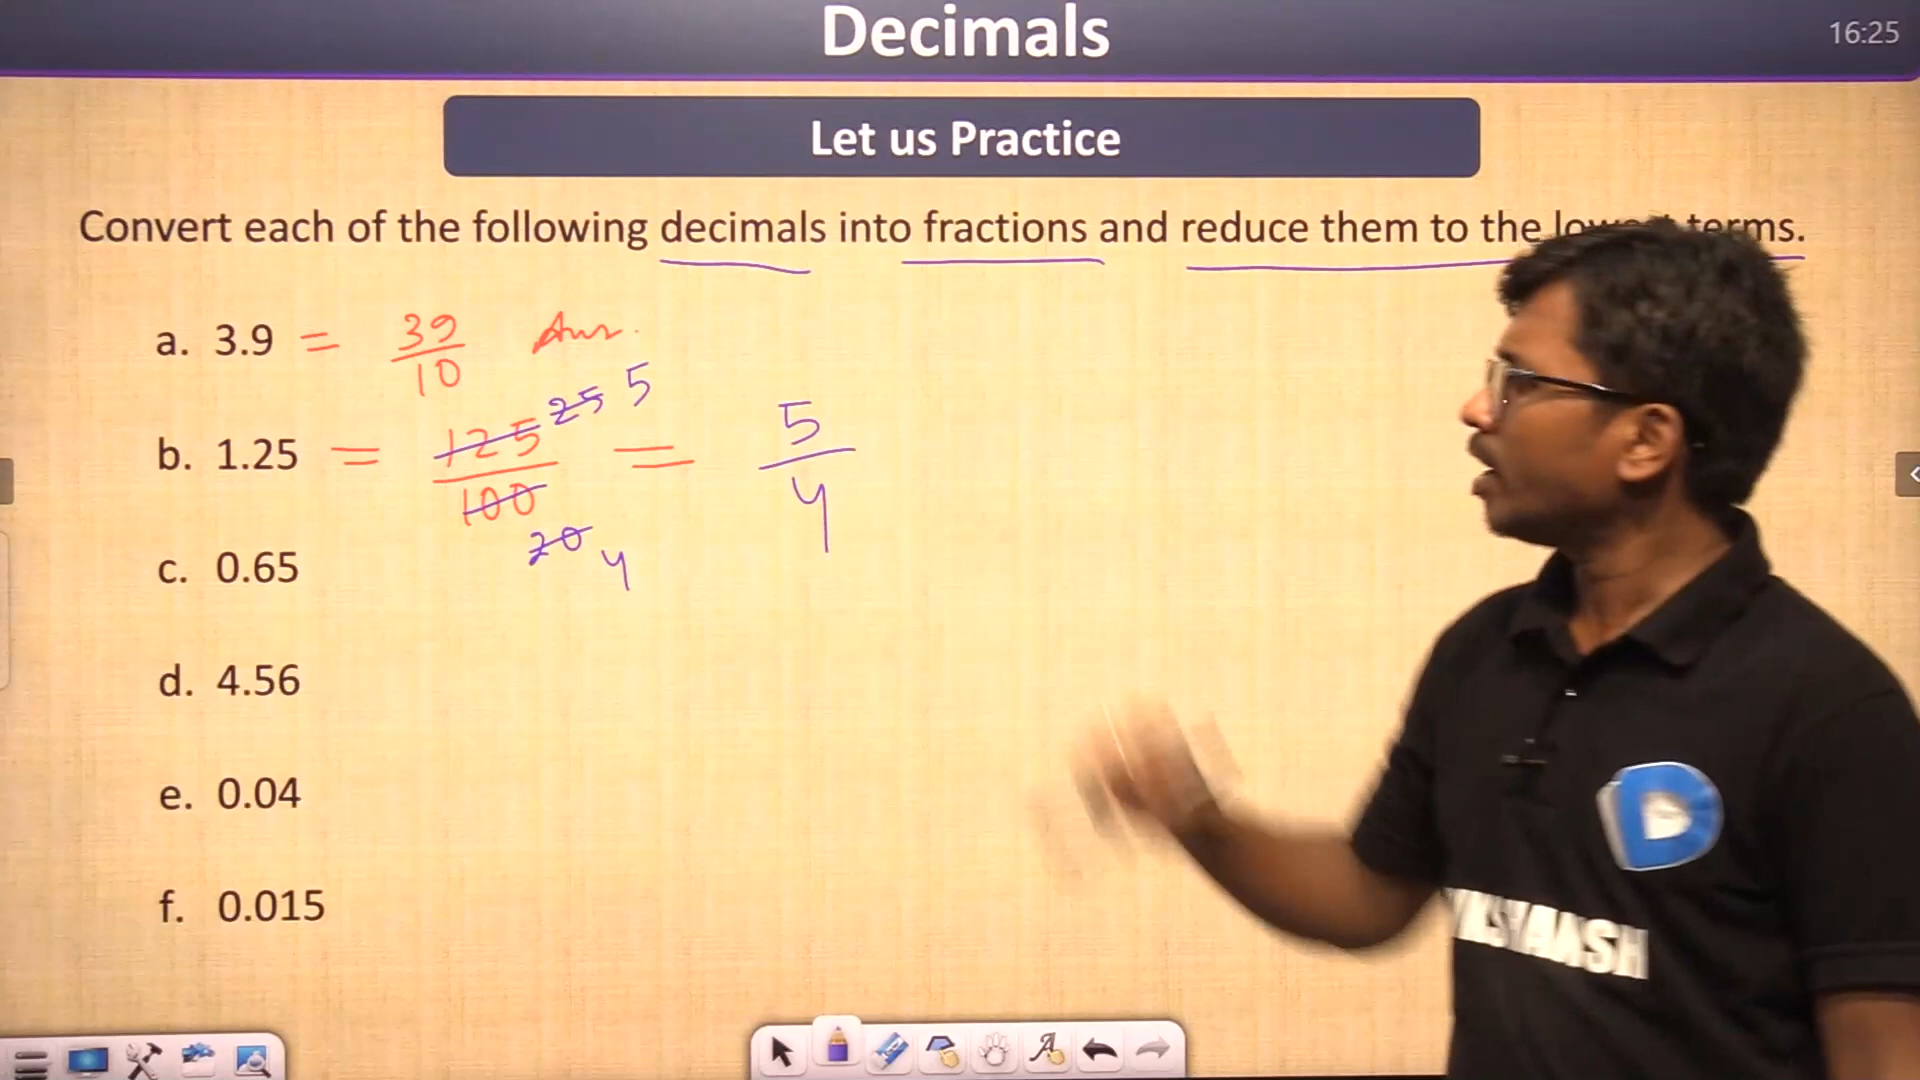 Decimals
16:25
Let us Practice
Convert each of the following decimals into fractions and reduce them to the lowest terms.
a. 3.9 = 39/10 Ans.
b. 1.25 = 125/100 25 5 20 4 = 5/4
c. 0.65
d. 4.56
e. 0.04
f. 0.015
D